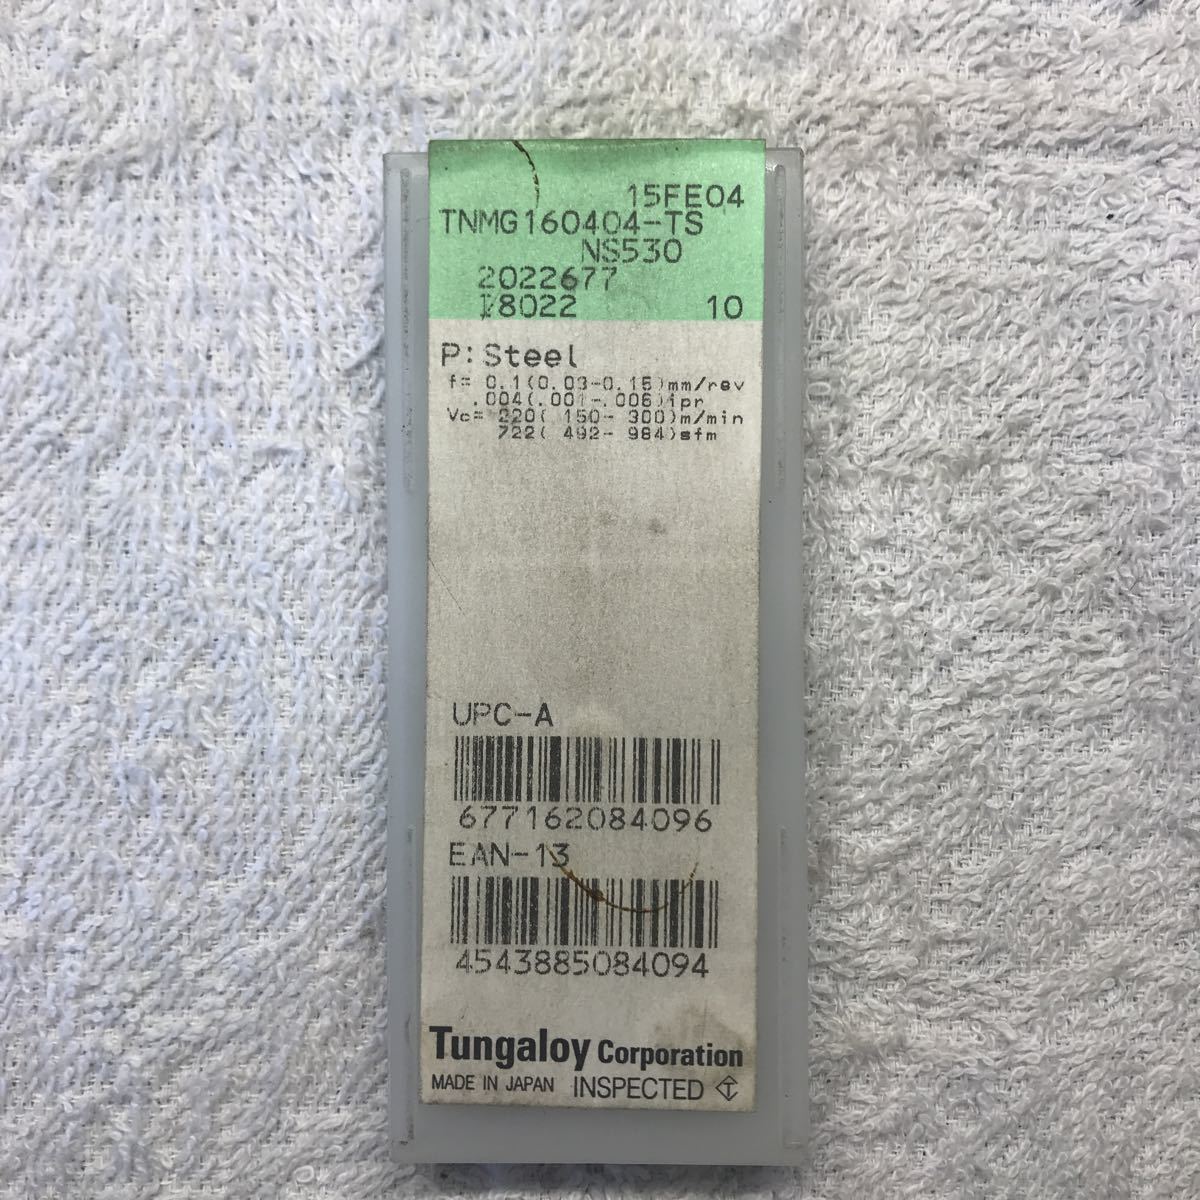 15FE04
TNMG160404-TS
NS530
2022677
18022 10
P: Steel
f= 0.1(0.03-0.15)mm/rev
.004(.001-.006)ipr
Vc= 220( 150- 300)m/min
722( 492- 984)sfm
UPC-A
677162084096
EAN-13
4543885084094
Tungaloy Corporation
MADE IN JAPAN INSPECTED